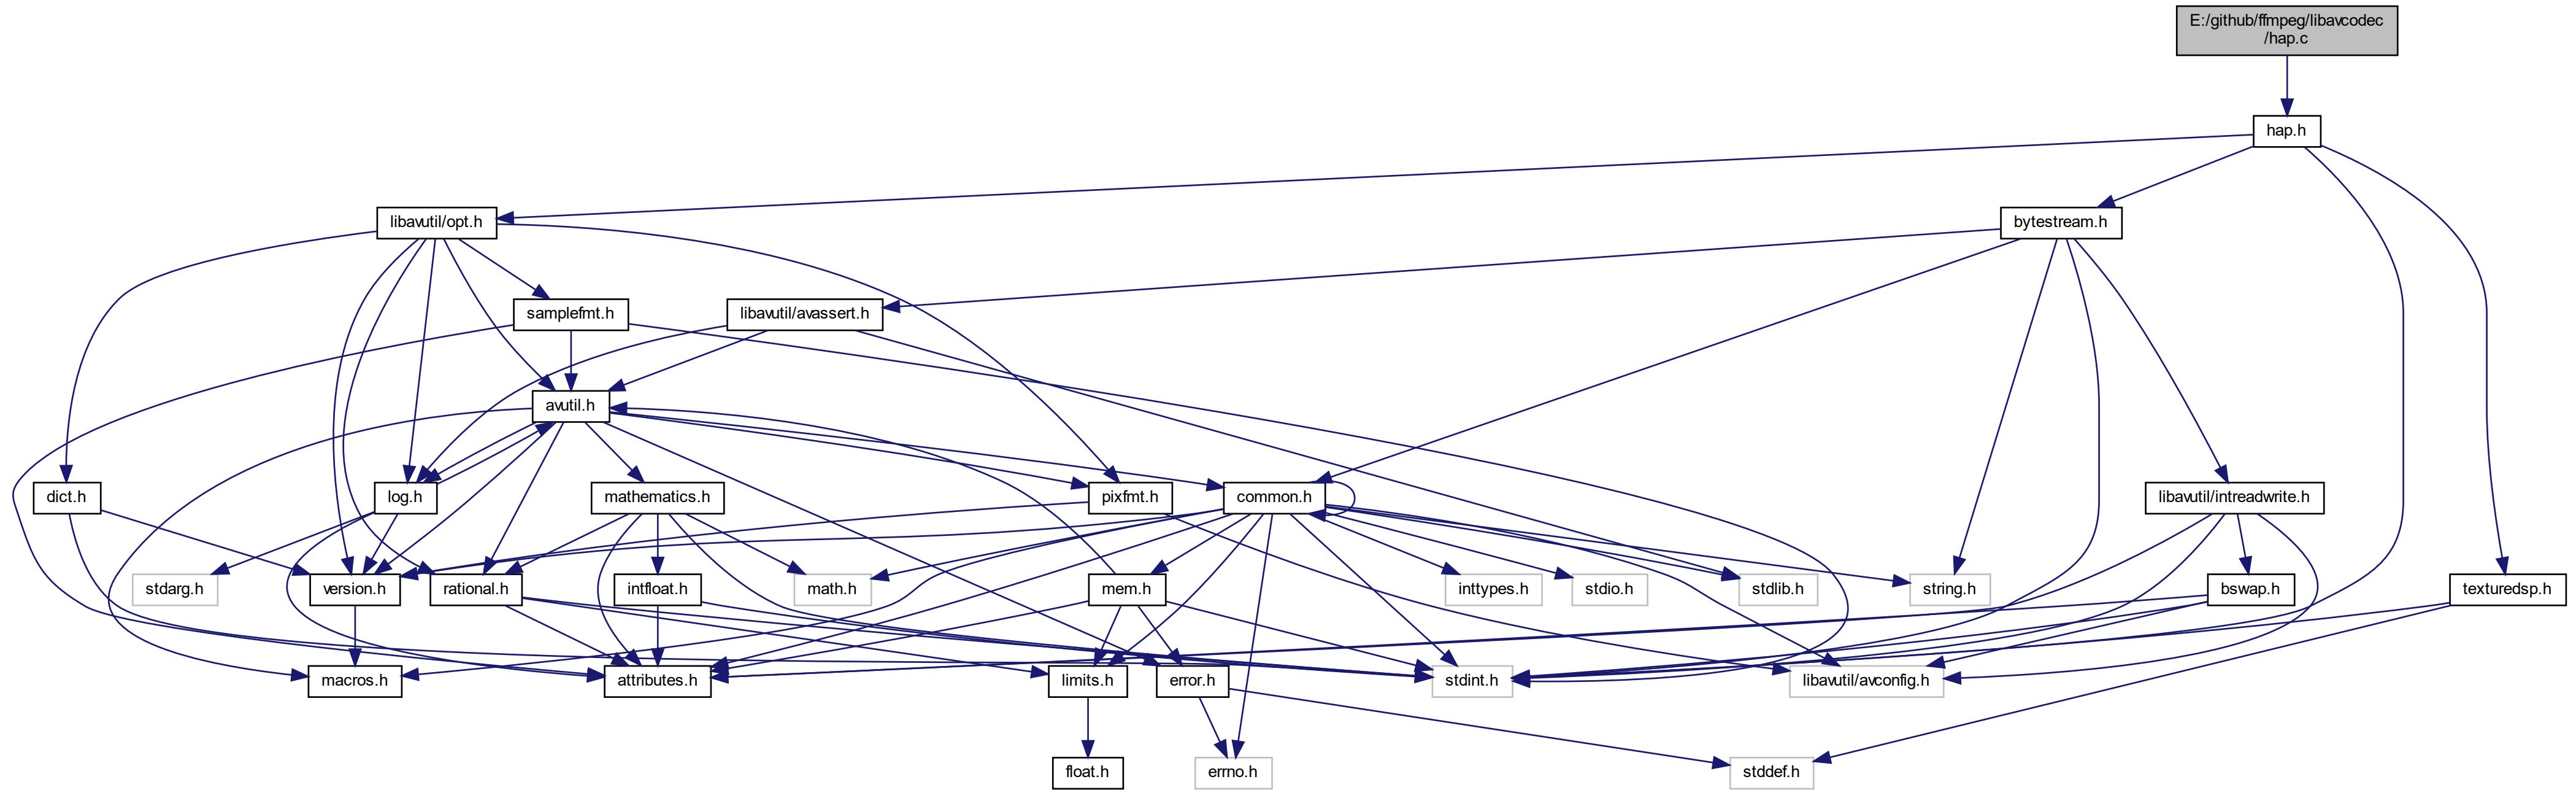 E:/github/ffmpeg/libavcodec
/hap.c
hap.h
libavutil/opt.h
bytestream.h
samplefmt.h
libavutil/avassert.h
avutil.h
dict.h
log.h
mathematics.h
pixfmt.h
common.h
libavutil/intreadwrite.h
stdarg.h
version.h
rational.h
intfloat.h
math.h
mem.h
inttypes.h
stdio.h
stdlib.h
string.h
bswap.h
texturedsp.h
macros.h
attributes.h
limits.h
error.h
stdint.h
libavutil/avconfig.h
float.h
errno.h
stddef.h